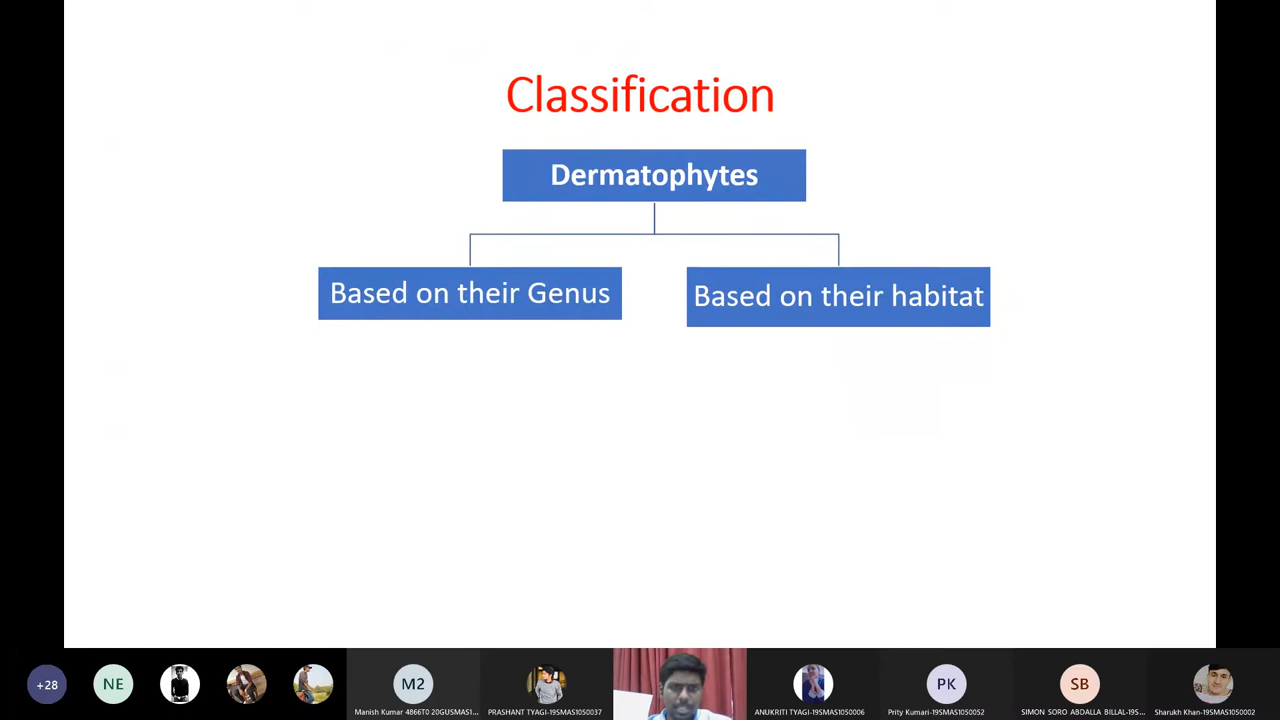 Classification
Dermatophytes
Based on their Genus
Based on their habitat
+28
NE
M2
PK
SB
Manish Kumar 4866T0 20GUSMAS1...
PRASHANT TYAGI-19SMAS1050037
ANUKRITI TYAGI-19SMAS1050006
Prity Kumari-19SMAS1050052
SIMON SORO ABDALLA BILLAL-19S...
Sharukh Khan-19SMAS1050002